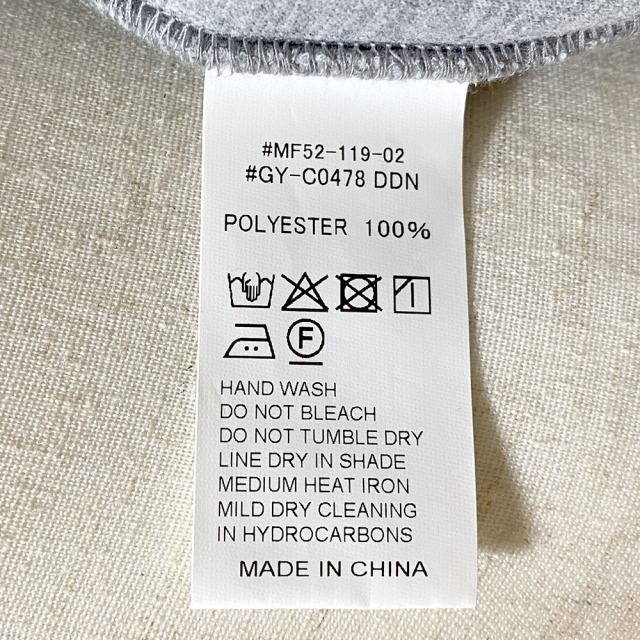 #MF52-119-02
#GY-C0478 DDN
POLYESTER 100%
F
HAND WASH
DO NOT BLEACH
DO NOT TUMBLE DRY
LINE DRY IN SHADE
MEDIUM HEAT IRON
MILD DRY CLEANING
IN HYDROCARBONS
MADE IN CHINA